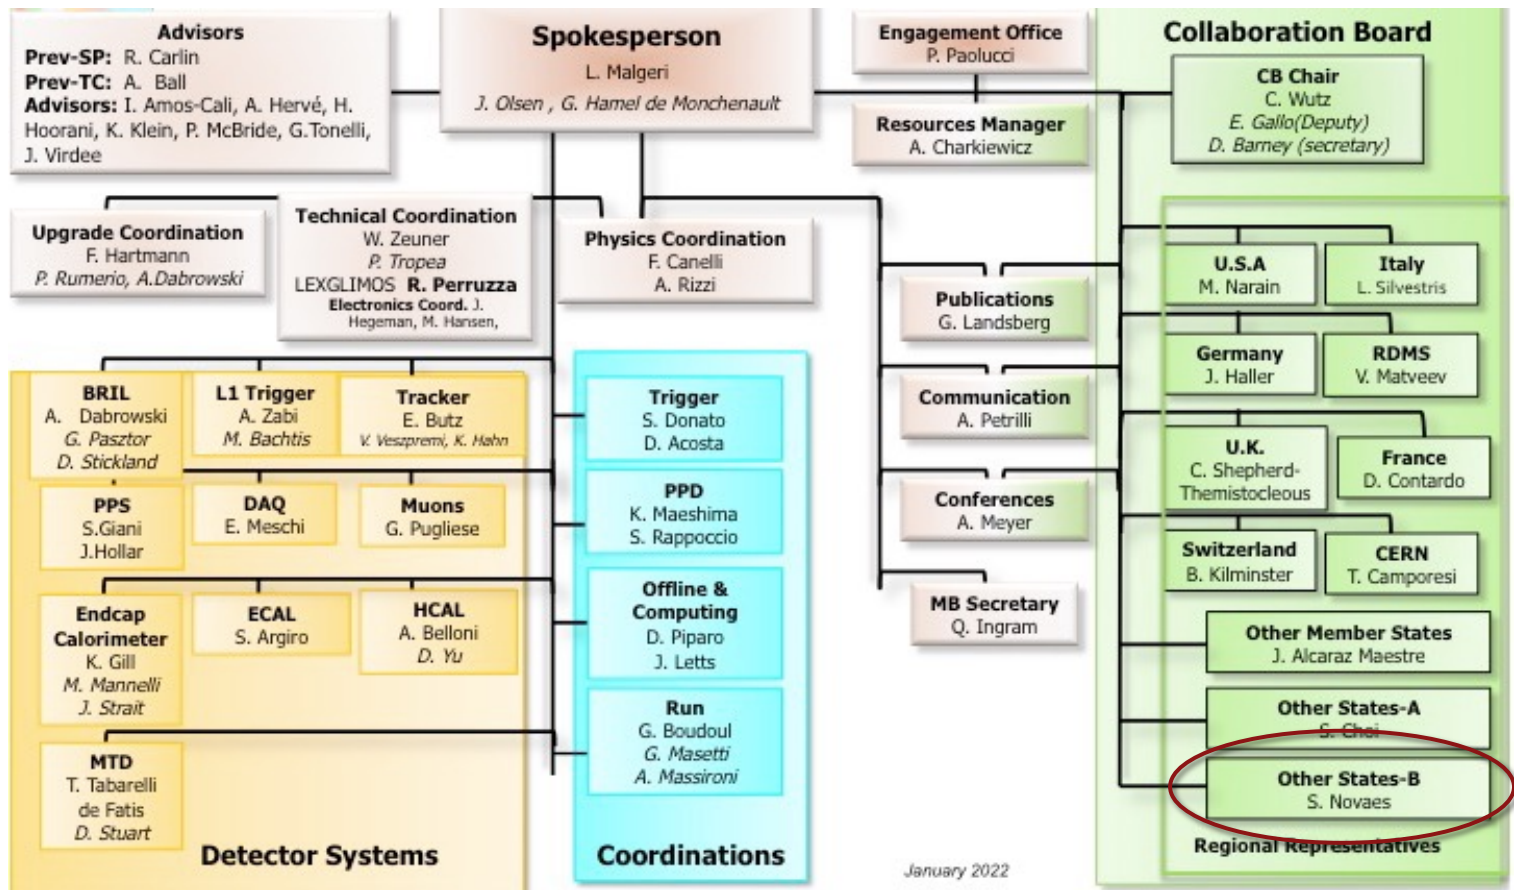 Advisors
Prev-SP: R. Carlin
Prev-TC: A. Ball
Advisors: I. Amos-Cali, A. Hervé, H.
Hoorani, K. Klein, P. McBride, G.Tonelli,
J. Virdee
Spokesperson
L. Malgeri
J. Olsen , G. Hamel de Monchenault
Engagement Office
P. Paolucci
Resources Manager
A. Charkiewicz
Collaboration Board
CB Chair
C. Wutz
E. Gallo(Deputy)
D. Barney (secretary)
Upgrade Coordination
F. Hartmann
P. Rumerio, A.Dabrowski
Technical Coordination
W. Zeuner
P. Tropea
LEXGLIMOS R. Perruzza
Electronics Coord. J.
Hegeman, M. Hansen,
Physics Coordination
F. Canelli
A. Rizzi
Publications
G. Landsberg
Communication
A. Petrilli
Conferences
A. Meyer
MB Secretary
Q. Ingram
U.S.A
M. Narain
Italy
L. Silvestris
Germany
J. Haller
RDMS
V. Matveev
U.K.
C. Shepherd-
Themistocleous
France
D. Contardo
Switzerland
B. Kilminster
CERN
T. Camporesi
Other Member States
J. Alcaraz Maestre
Other States-A
S. Choi
Other States-B
S. Novaes
Regional Representatives
BRIL
A. Dabrowski
G. Pasztor
D. Stickland
L1 Trigger
A. Zabi
M. Bachtis
Tracker
E. Butz
V. Veszpremi, K. Hahn
PPS
S.Giani
J.Hollar
DAQ
E. Meschi
Muons
G. Pugliese
Endcap
Calorimeter
K. Gill
M. Mannelli
J. Strait
ECAL
S. Argiro
HCAL
A. Belloni
D. Yu
MTD
T. Tabarelli
de Fatis
D. Stuart
Detector Systems
Trigger
S. Donato
D. Acosta
PPD
K. Maeshima
S. Rappoccio
Offline &
Computing
D. Piparo
J. Letts
Run
G. Boudoul
G. Masetti
A. Massironi
Coordinations
January 2022